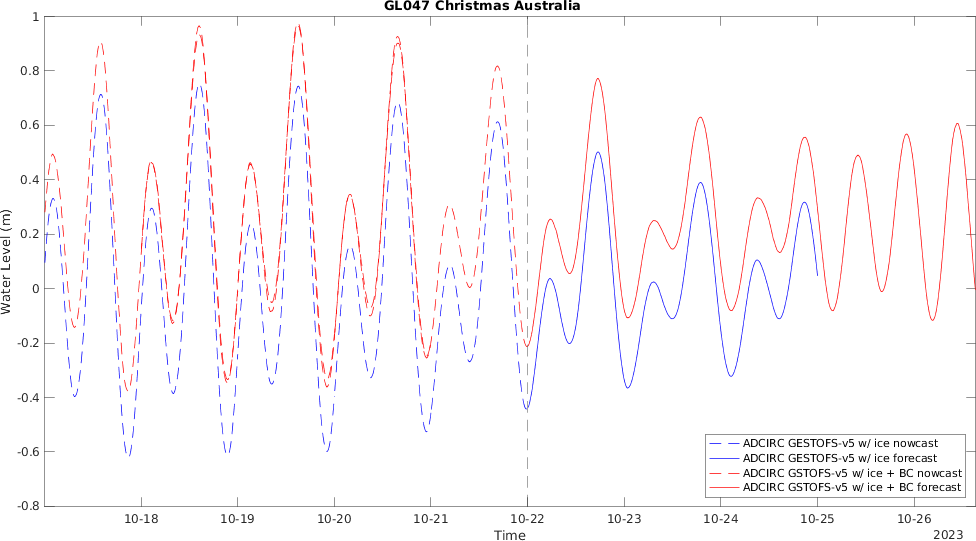 GL047 Christmas Australia
1
0.8
0.6
0.4
0.2
0
-0.2
-0.4
-0.6
-0.8
Water Level (m)
ADCIRC GESTOFS-v5 w/ ice nowcast
ADCIRC GESTOFS-v5 w/ ice forecast
ADCIRC GSTOFS-v5 w/ ice + BC nowcast
ADCIRC GSTOFS-v5 w/ ice + BC forecast
10-18 10-19 10-20 10-21 10-22 10-23 10-24 10-25 10-26
Time
2023